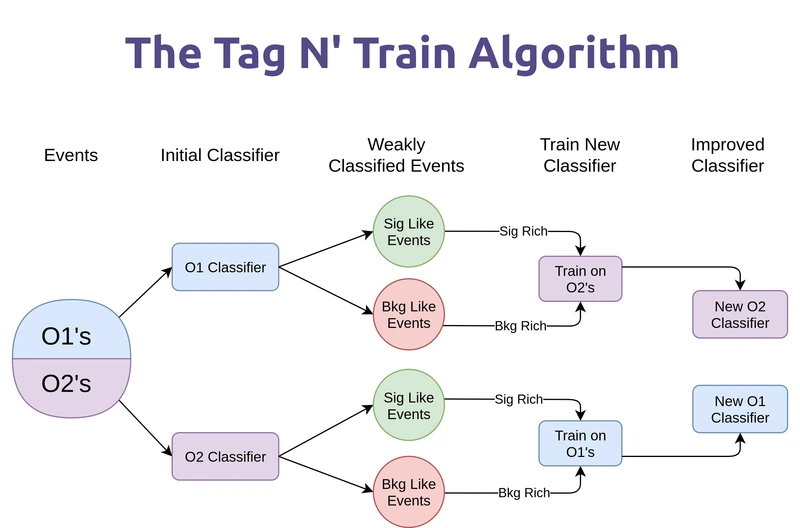 The Tag N' Train Algorithm
Events
Initial Classifier
Weakly
Classified Events
Train New
Classifier
Improved
Classifier
O1's
O2's
O1 Classifier
Sig Like
Events
Bkg Like
Events
Sig Rich
Bkg Rich
Train on
O2's
New O2
Classifier
O2 Classifier
Sig Like
Events
Bkg Like
Events
Sig Rich
Bkg Rich
Train on
O1's
New O1
Classifier